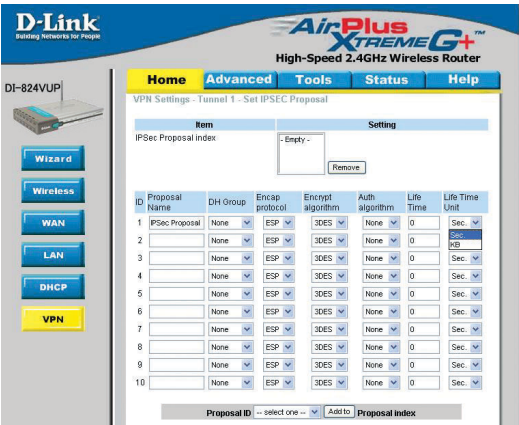 D-Link
Building Networks for People
AirPlus
XTREME G+™
High-Speed 2.4GHz Wireless Router
DI-824VUP
Home Advanced Tools Status Help
VPN Settings - Tunnel 1 - Set IPSEC Proposal
Item Setting
IPSec Proposal index
- Empty -
Remove
ID Proposal Name DH Group Encap protocol Encrypt algorithm Auth algorithm Life Time Life Time Unit
1 IPSec Proposal None ESP 3DES None 0 Sec.
Sec.
KB
2 None ESP 3DES None 0
3 None ESP 3DES None 0 Sec.
4 None ESP 3DES None 0 Sec.
5 None ESP 3DES None 0 Sec.
6 None ESP 3DES None 0 Sec.
7 None ESP 3DES None 0 Sec.
8 None ESP 3DES None 0 Sec.
9 None ESP 3DES None 0 Sec.
10 None ESP 3DES None 0 Sec.
Proposal ID -- select one -- Add to Proposal index
Wizard
Wireless
WAN
LAN
DHCP
VPN